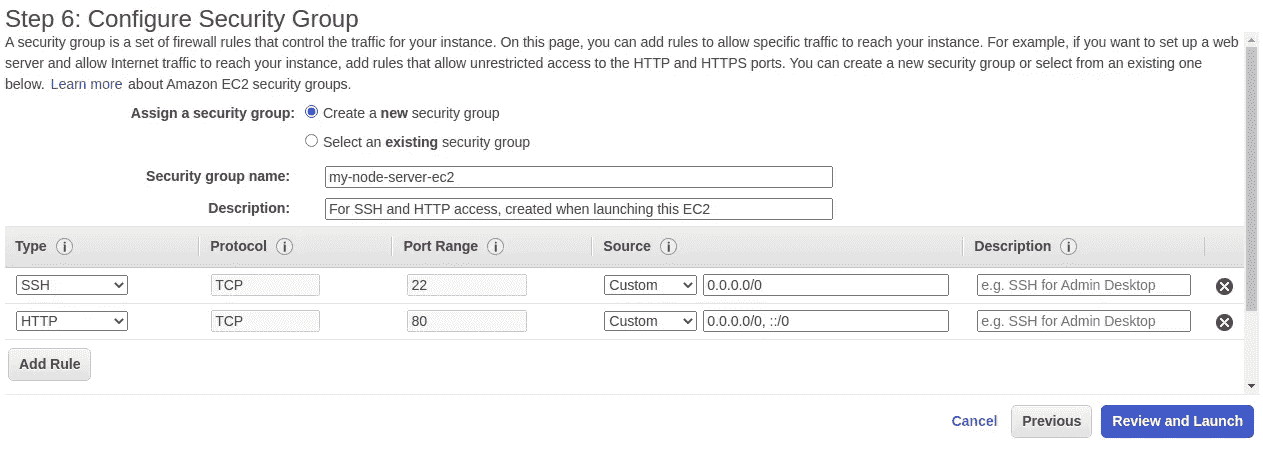 Step 6: Configure Security Group
A security group is a set of firewall rules that control the traffic for your instance. On this page, you can add rules to allow specific traffic to reach your instance. For example, if you want to set up a web
server and allow Internet traffic to reach your instance, add rules that allow unrestricted access to the HTTP and HTTPS ports. You can create a new security group or select from an existing one
below. Learn more about Amazon EC2 security groups.
Assign a security group: Create a new security group
Select an existing security group
Security group name: my-node-server-ec2
Description: For SSH and HTTP access, created when launching this EC2
Type i Protocol i Port Range i Source i Description i
SSH TCP 22 Custom 0.0.0.0/0 e.g. SSH for Admin Desktop
HTTP TCP 80 Custom 0.0.0.0/0, ::/0 e.g. SSH for Admin Desktop
Add Rule
Cancel Previous Review and Launch